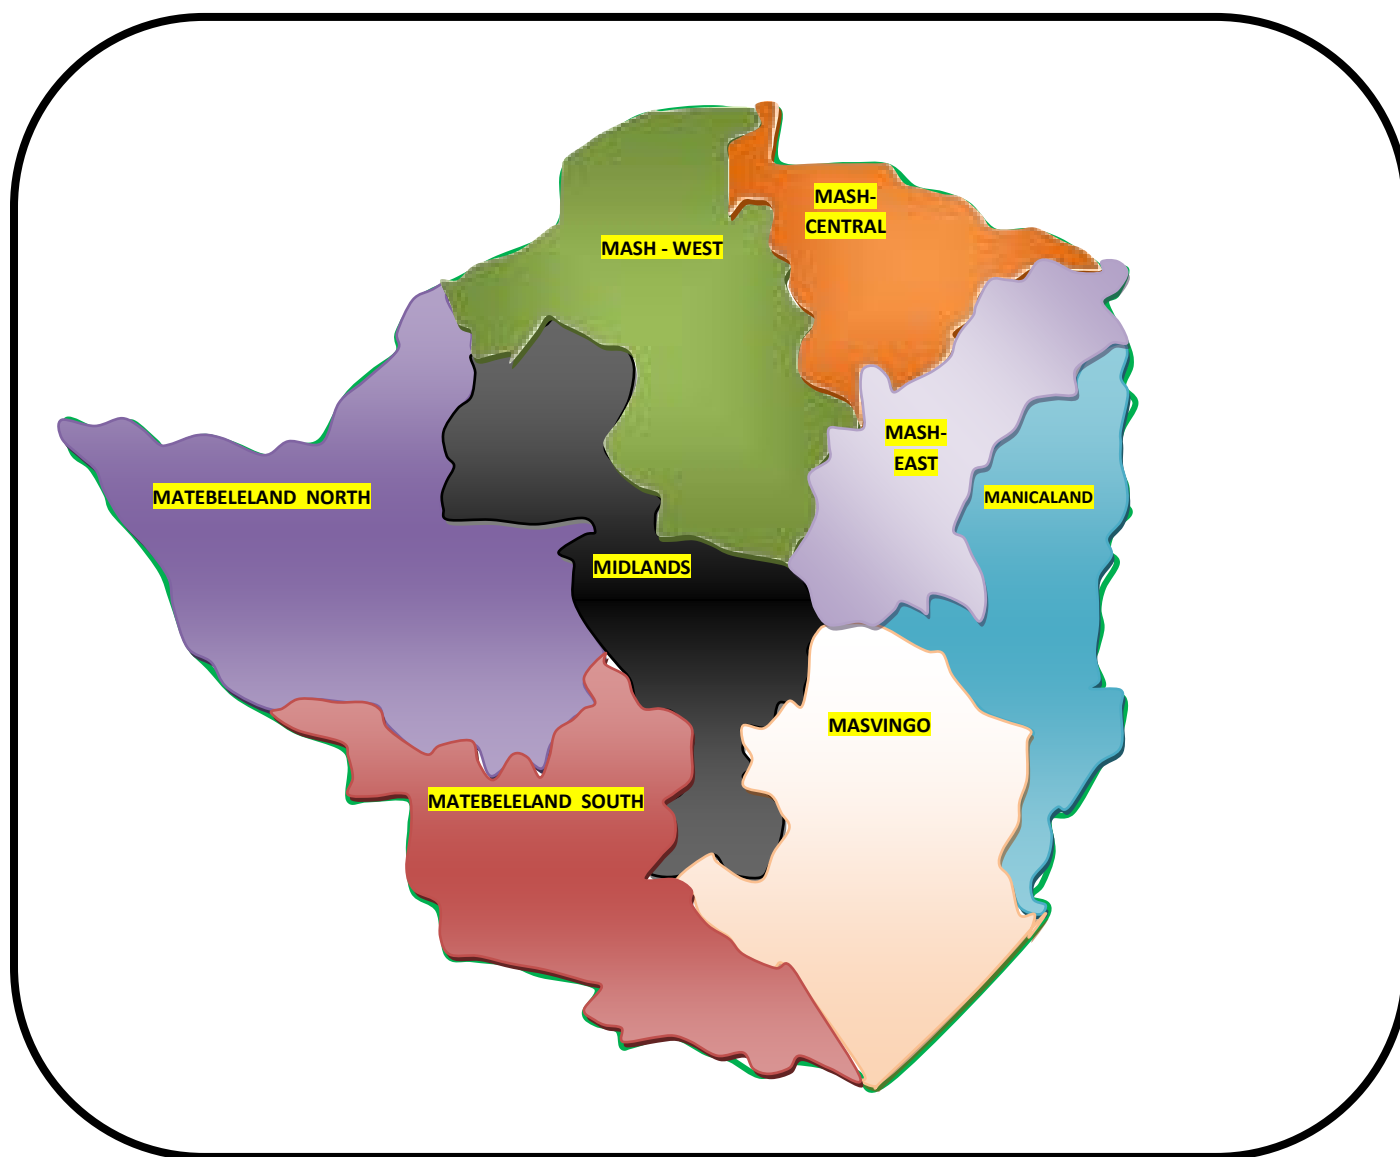 MASH-
CENTRAL
MASH - WEST
MASH-
EAST
MATEBELELAND  NORTH
MANICALAND
MIDLANDS
MASVINGO
MATEBELELAND  SOUTH